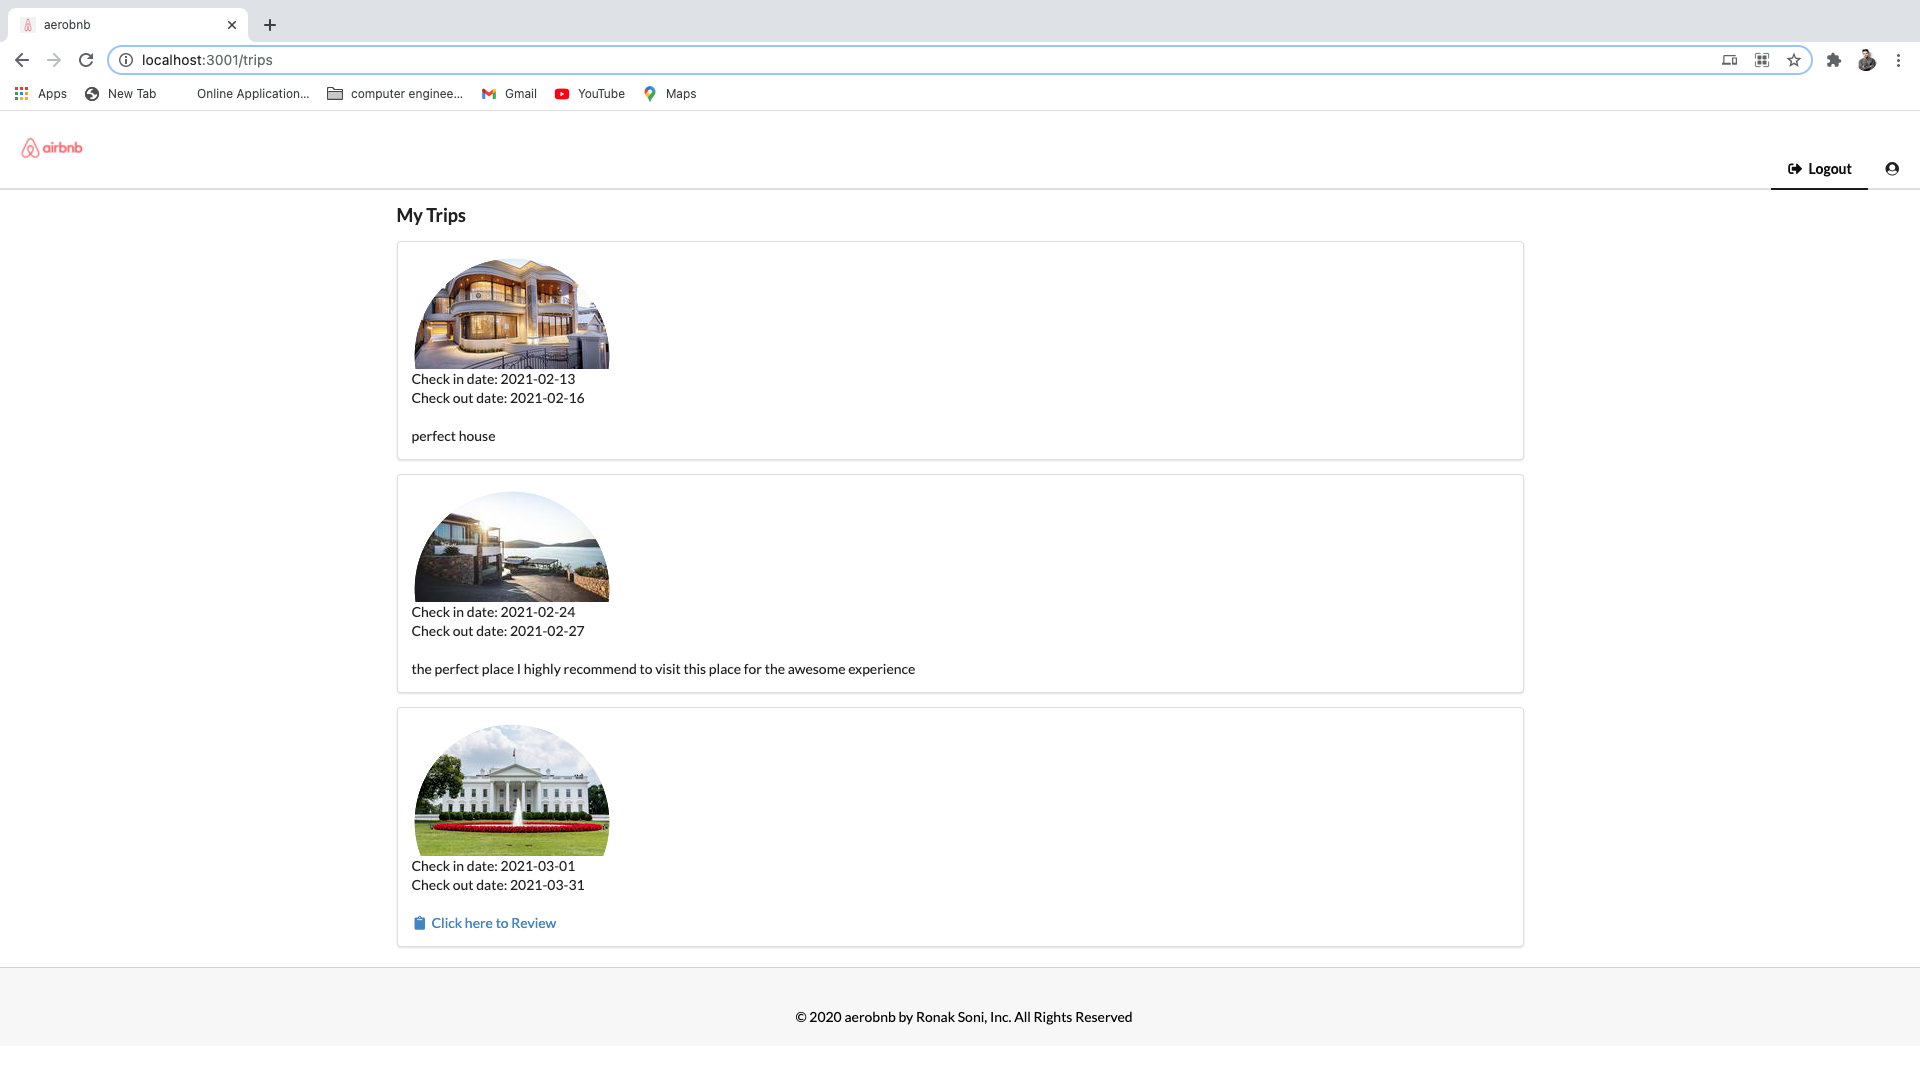 aerobnb
localhost:3001/trips
Apps
New Tab
Online Application...
computer enginee...
Gmail
YouTube
Maps
airbnb
Logout
My Trips
Check in date: 2021-02-13
Check out date: 2021-02-16
perfect house
Check in date: 2021-02-24
Check out date: 2021-02-27
the perfect place I highly recommend to visit this place for the awesome experience
Check in date: 2021-03-01
Check out date: 2021-03-31
Click here to Review
© 2020 aerobnb by Ronak Soni, Inc. All Rights Reserved